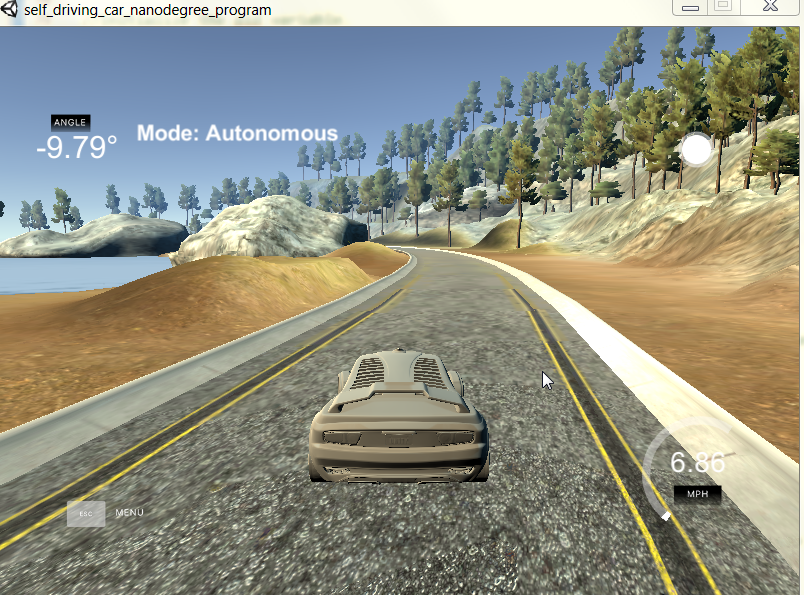 self_driving_car_nanodegree_program
ANGLE
-9.79°
Mode: Autonomous
6.86
MPH
ESC
MENU